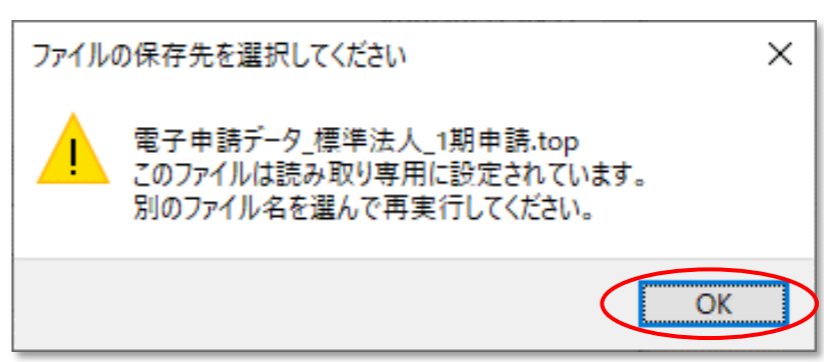 ファイルの保存先を選択してください
電子申請データ_標準法人_1期申請.top
このファイルは読み取り専用に設定されています。
別のファイル名を選んで再実行してください。
OK